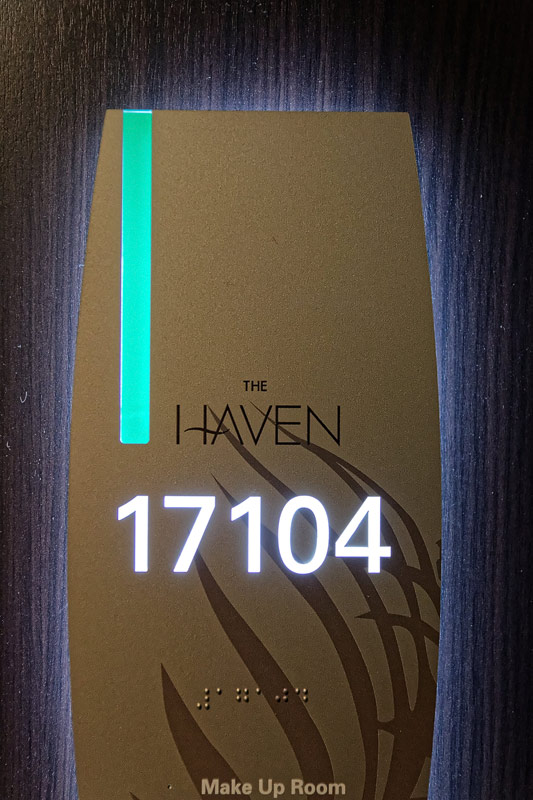 THE
HAVEN
17104
Make Up Room